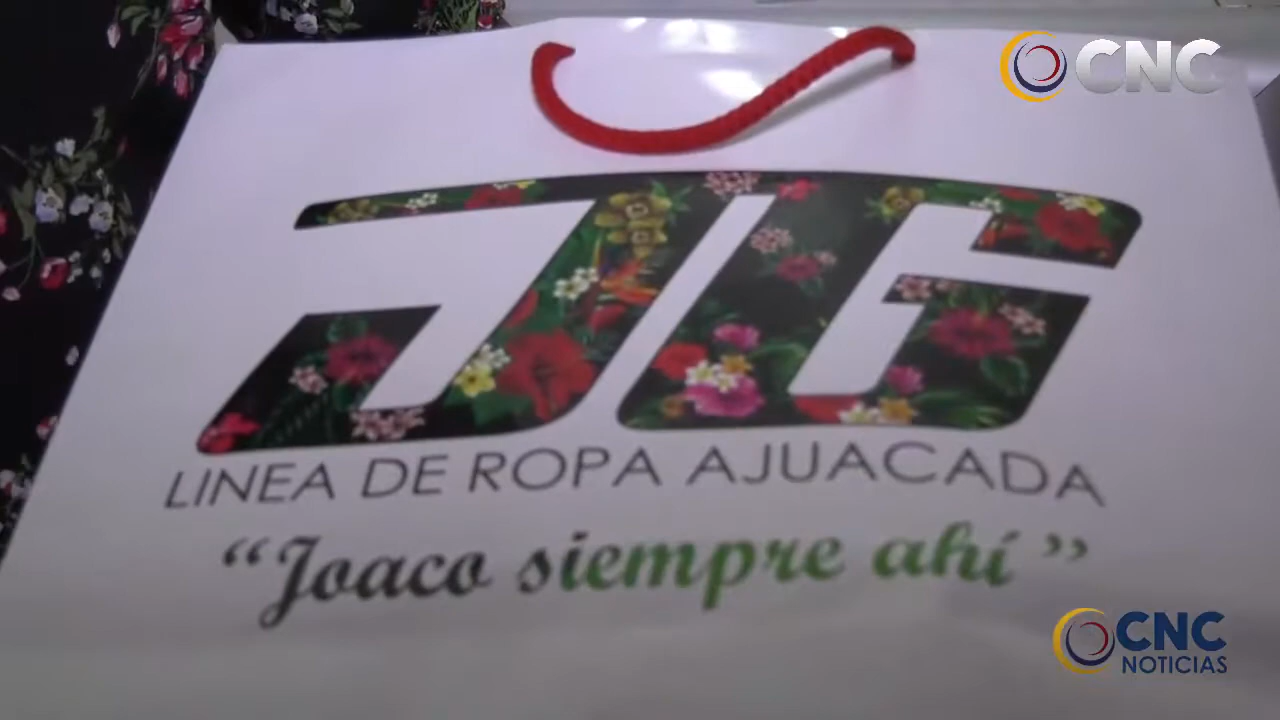 CNC
JG
LINEA DE ROPA AJUACADA
“Joaco siempre ahí”
CNC
NOTICIAS